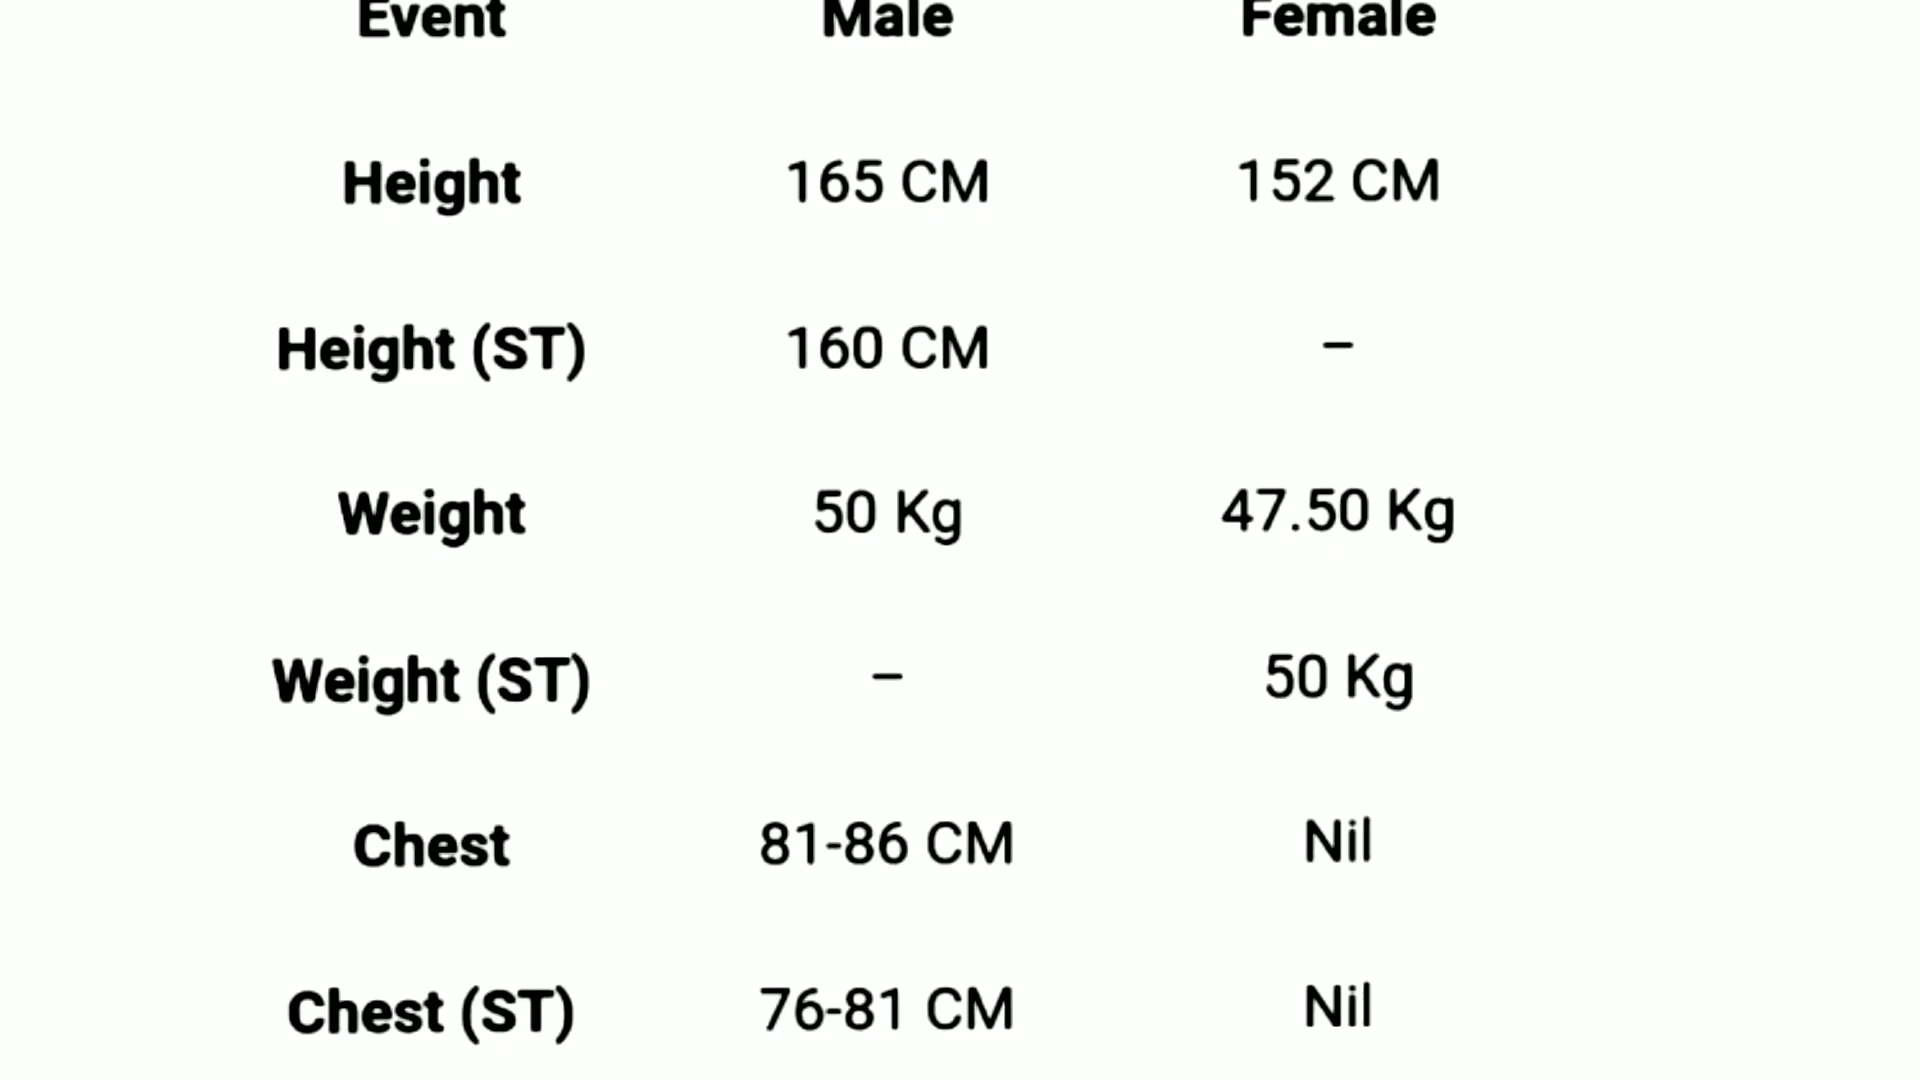 Event Male Female
Height 165 CM 152 CM
Height (ST) 160 CM –
Weight 50 Kg 47.50 Kg
Weight (ST) – 50 Kg
Chest 81-86 CM Nil
Chest (ST) 76-81 CM Nil